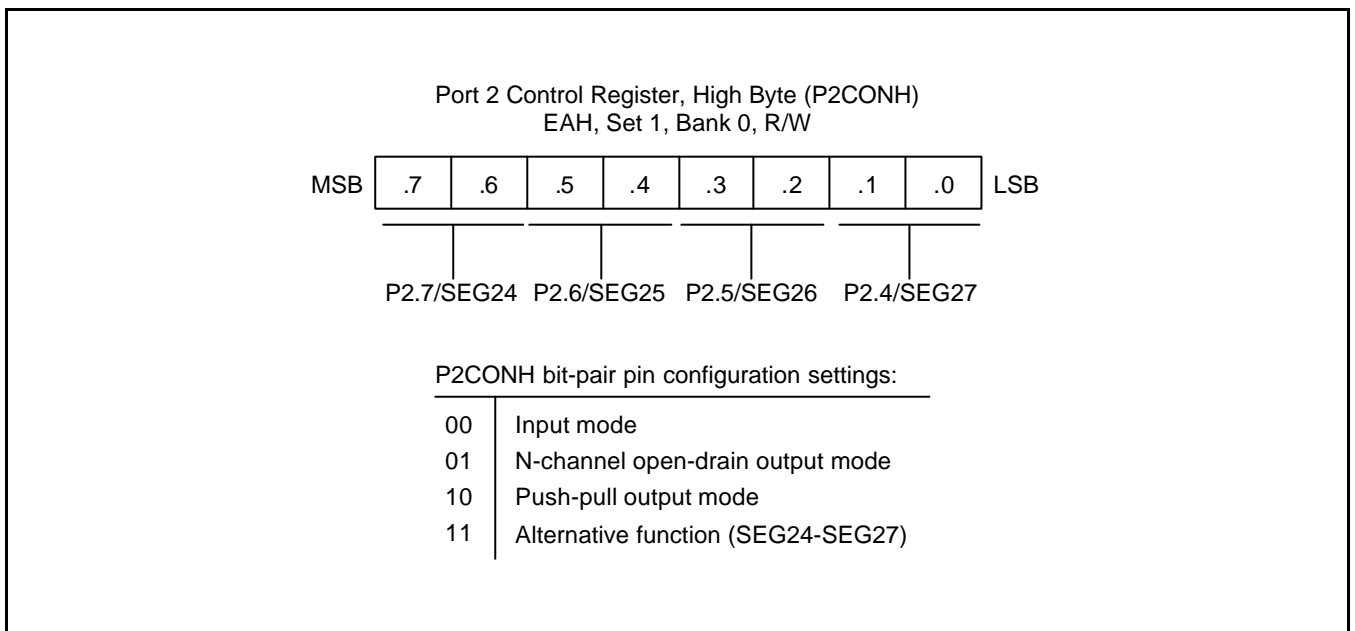 Port 2 Control Register, High Byte (P2CONH)
EAH, Set 1, Bank 0, R/W
MSB .7 .6 .5 .4 .3 .2 .1 .0 LSB
P2.7/SEG24 P2.6/SEG25 P2.5/SEG26 P2.4/SEG27
P2CONH bit-pair pin configuration settings:
00 Input mode
01 N-channel open-drain output mode
10 Push-pull output mode
11 Alternative function (SEG24-SEG27)